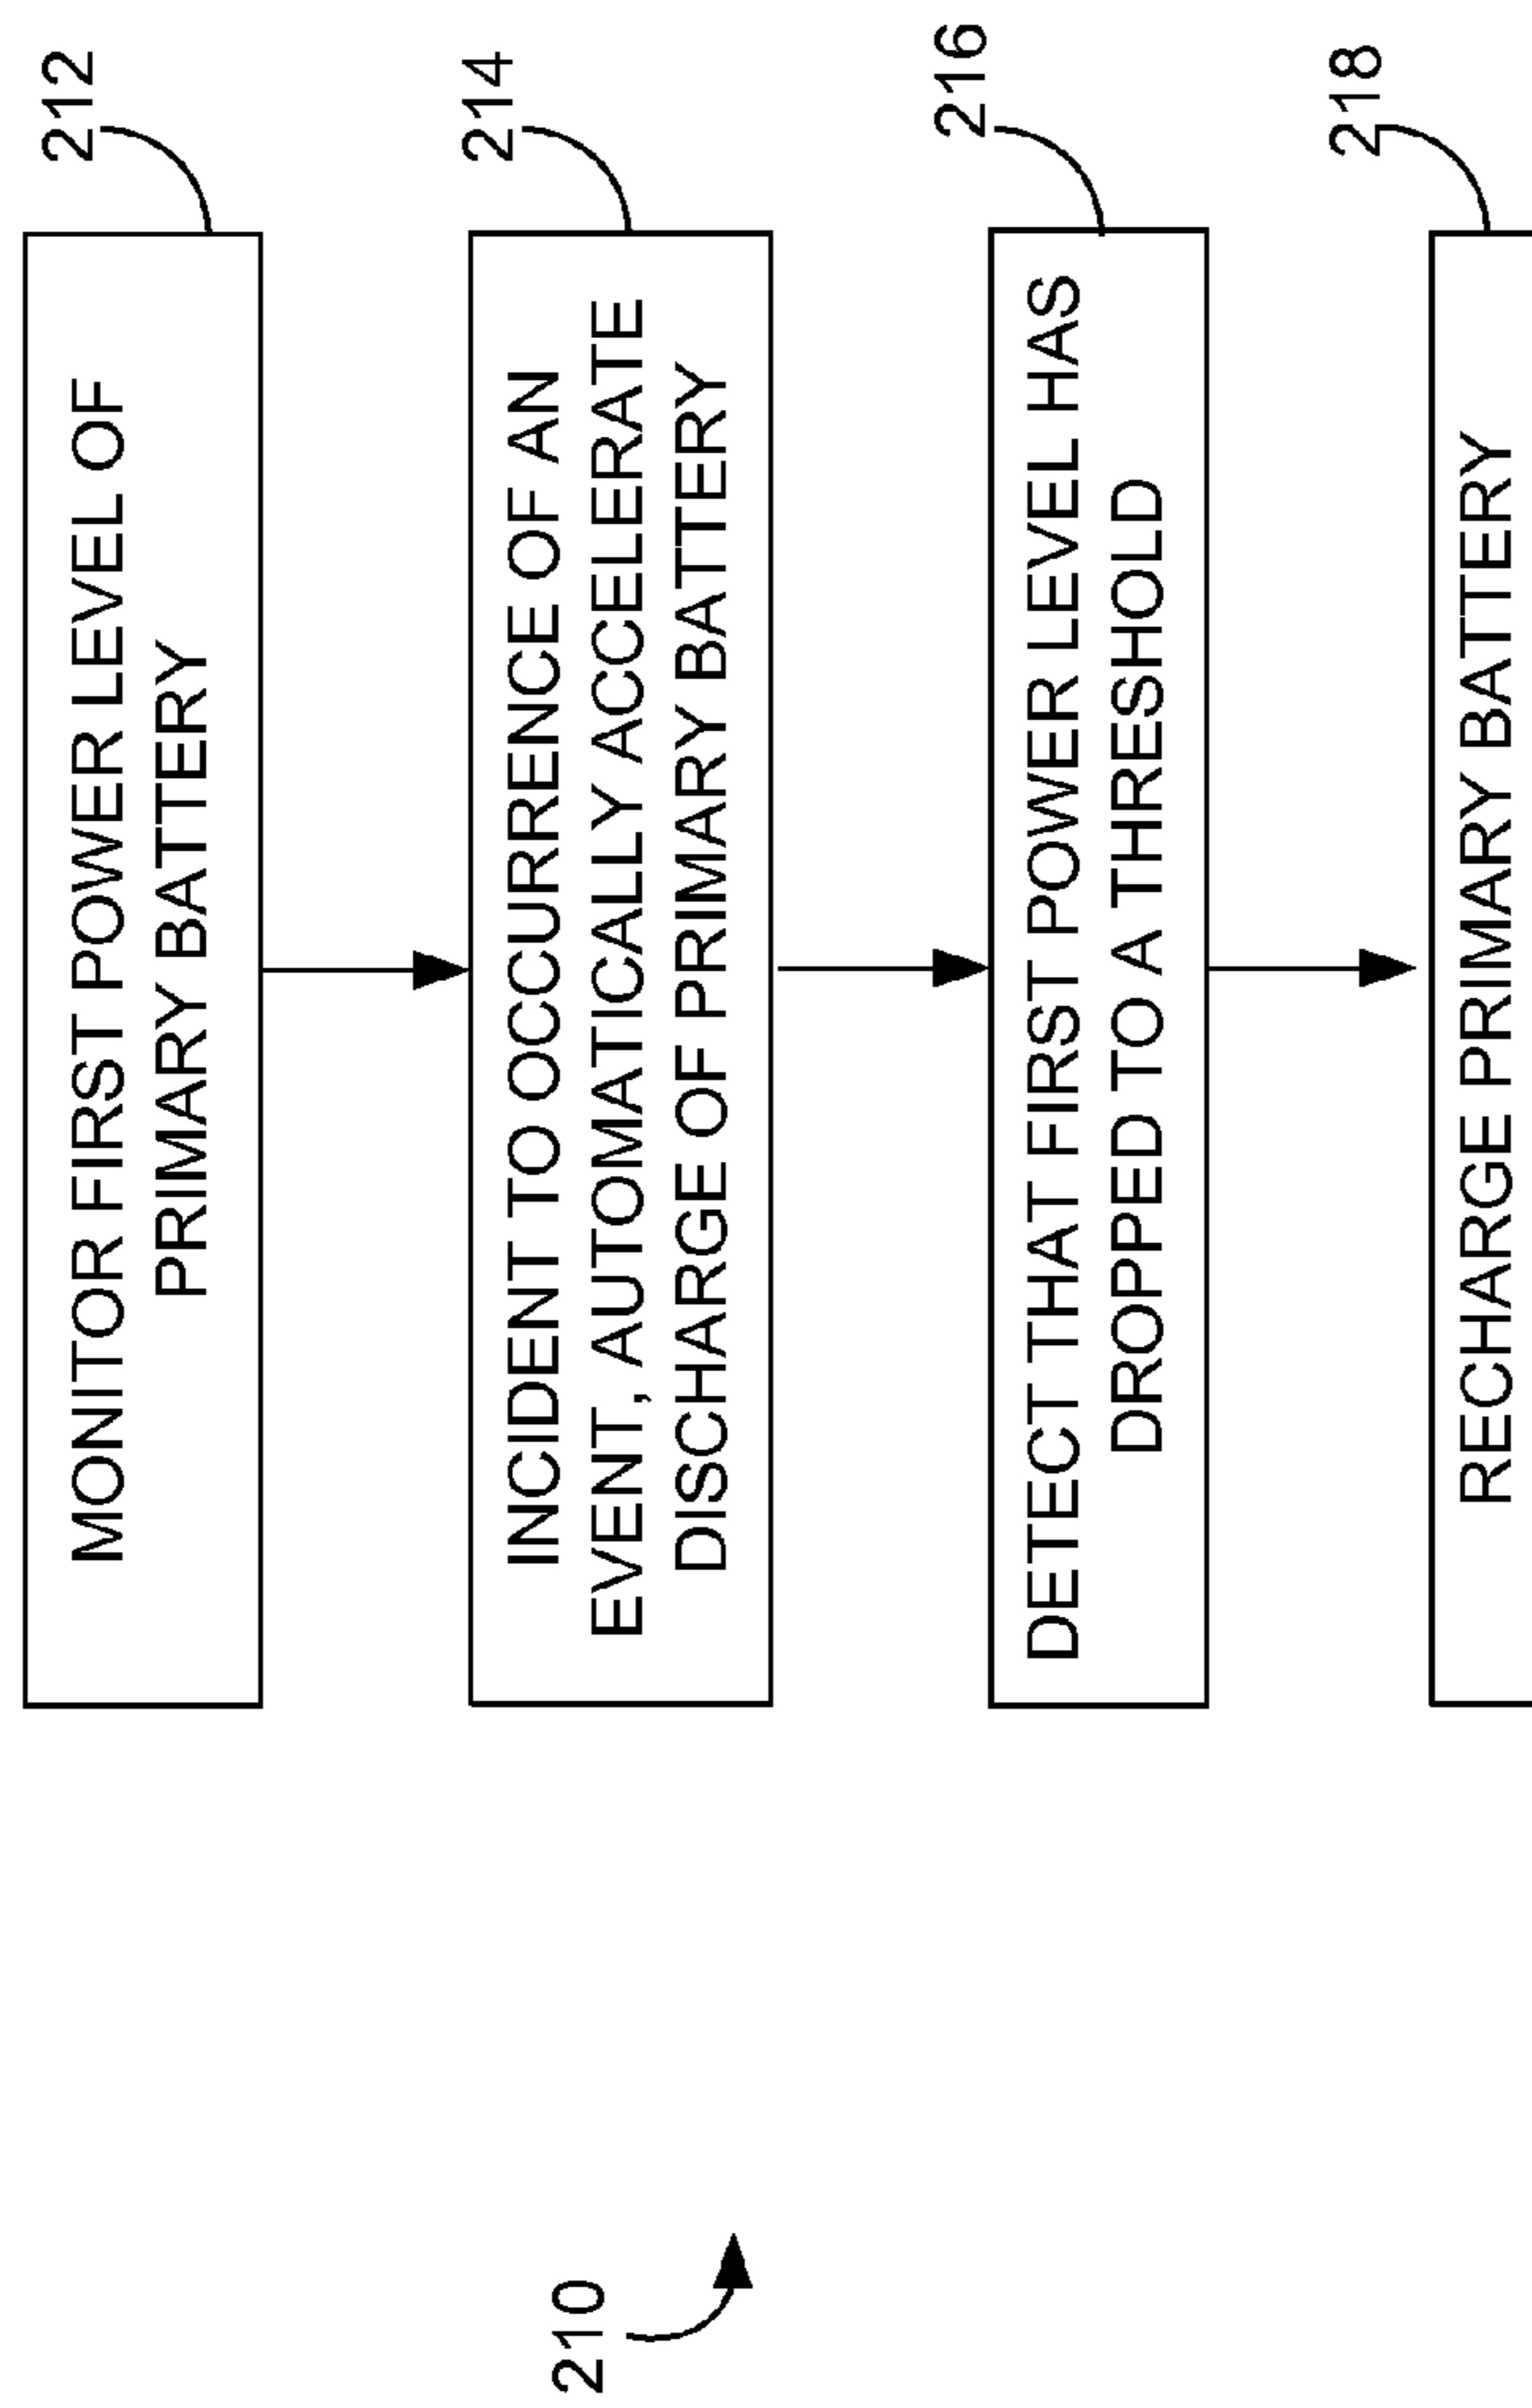 212
MONITOR FIRST POWER LEVEL OF
PRIMARY BATTERY
214
INCIDENT TO OCCURRENCE OF AN
EVENT, AUTOMATICALLY ACCELERATE
DISCHARGE OF PRIMARY BATTERY
216
DETECT THAT FIRST POWER LEVEL HAS
DROPPED TO A THRESHOLD
218
RECHARGE PRIMARY BATTERY
210